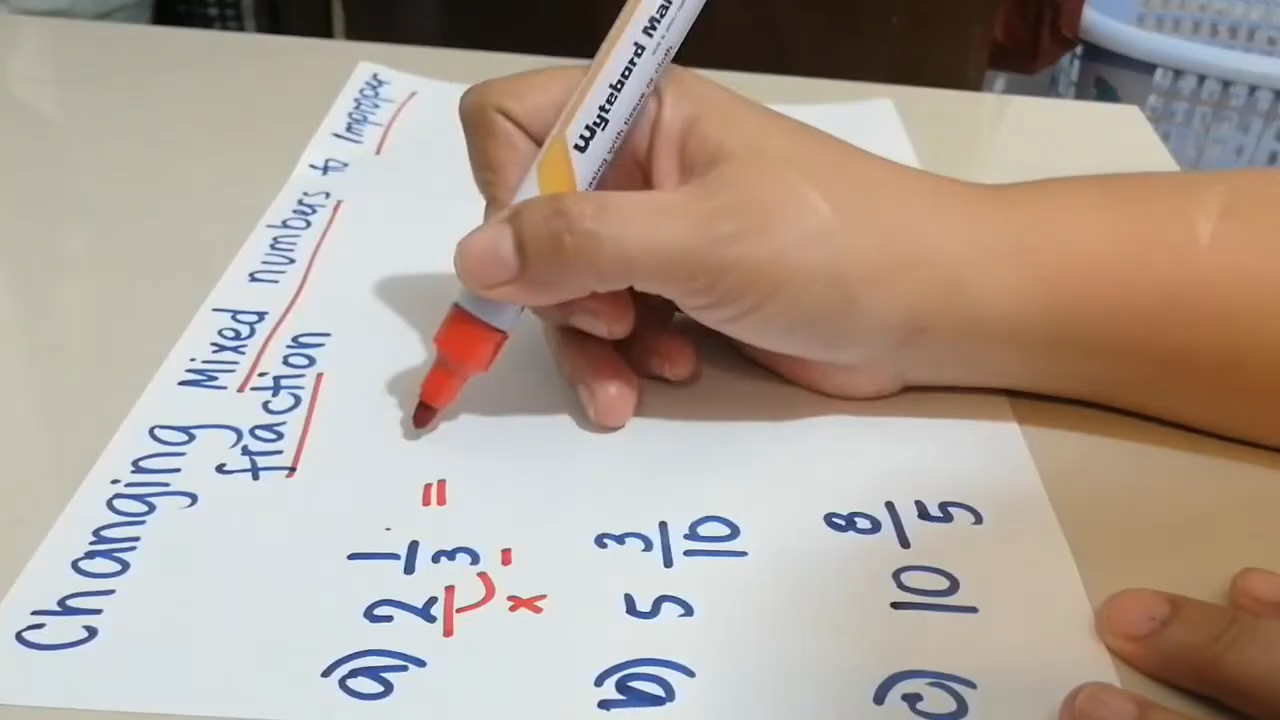 Changing Mixed numbers to Improper
fraction
a) 2 1/3 =
x
b) 5 3/10
c) 10 8/5
Wytebord Mar